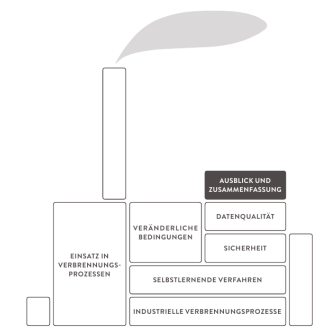 AUSBLICK UND
ZUSAMMENFASSUNG
DATENQUALITÄT
VERÄNDERLICHE
BEDINGUNGEN
SICHERHEIT
EINSATZ IN
VERBRENNUNGS-
PROZESSEN
SELBSTLERNENDE VERFAHREN
INDUSTRIELLE VERBRENNUNGSPROZESSE